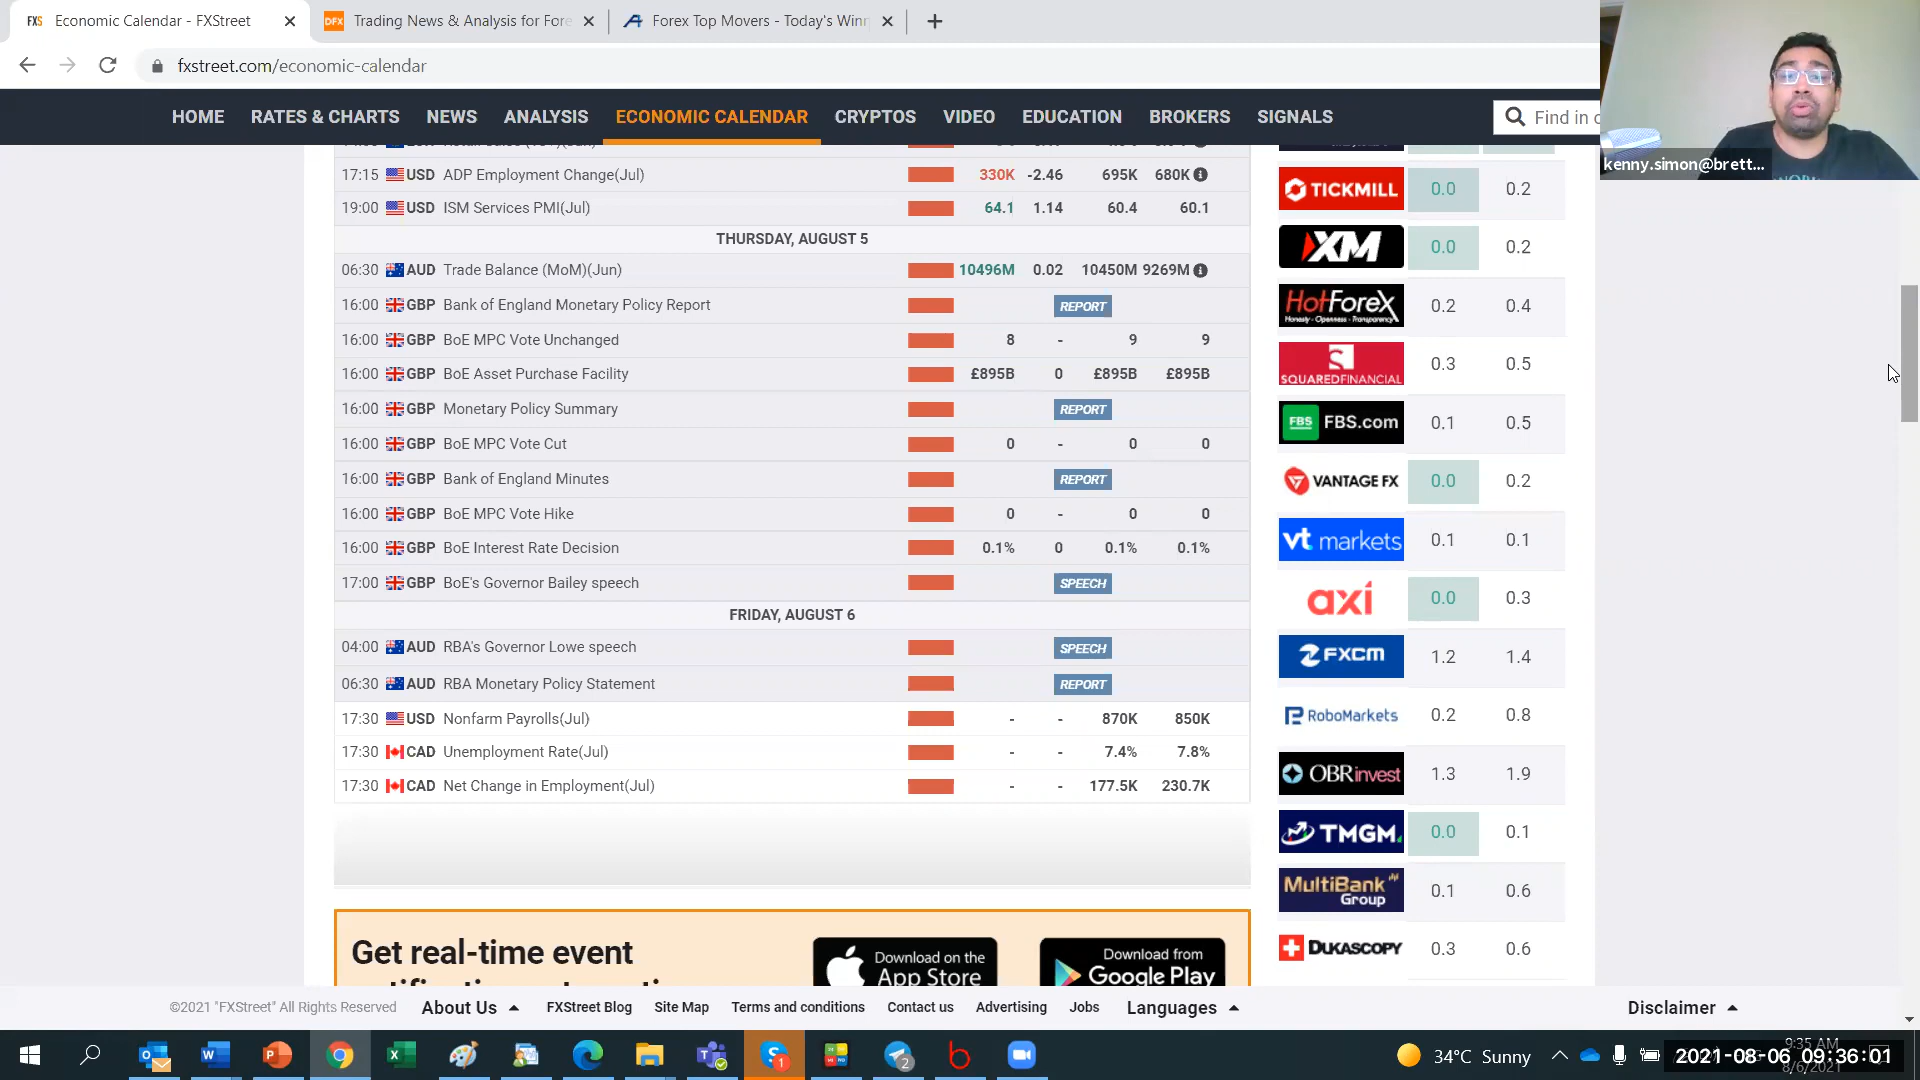 Economic Calendar - FXStreet
DFX Trading News & Analysis for Fore
Forex Top Movers - Today's Winn
fxstreet.com/economic-calendar
HOME RATES & CHARTS NEWS ANALYSIS ECONOMIC CALENDAR CRYPTOS VIDEO EDUCATION BROKERS SIGNALS
Find in
kenny.simon@brett...
17:15 USD ADP Employment Change(Jul) 330K -2.46 695K 680K
19:00 USD ISM Services PMI(Jul) 64.1 1.14 60.4 60.1
THURSDAY, AUGUST 5
06:30 AUD Trade Balance (MoM)(Jun) 10496M 0.02 10450M 9269M
16:00 GBP Bank of England Monetary Policy Report REPORT
16:00 GBP BoE MPC Vote Unchanged 8 - 9 9
16:00 GBP BoE Asset Purchase Facility £895B 0 £895B £895B
16:00 GBP Monetary Policy Summary REPORT
16:00 GBP BoE MPC Vote Cut 0 - 0 0
16:00 GBP Bank of England Minutes REPORT
16:00 GBP BoE MPC Vote Hike 0 - 0 0
16:00 GBP BoE Interest Rate Decision 0.1% 0 0.1% 0.1%
17:00 GBP BoE's Governor Bailey speech SPEECH
FRIDAY, AUGUST 6
04:00 AUD RBA's Governor Lowe speech SPEECH
06:30 AUD RBA Monetary Policy Statement REPORT
17:30 USD Nonfarm Payrolls(Jul) - - 870K 850K
17:30 CAD Unemployment Rate(Jul) - - 7.4% 7.8%
17:30 CAD Net Change in Employment(Jul) - - 177.5K 230.7K
TICKMILL 0.0 0.2
XM 0.0 0.2
HotForex 0.2 0.4
Honesty - Openness - Transparency
SQUAREDFINANCIAL 0.3 0.5
FBS FBS.com 0.1 0.5
VANTAGE FX 0.0 0.2
vt markets 0.1 0.1
axi 0.0 0.3
FXCM 1.2 1.4
RoboMarkets 0.2 0.8
OBRinvest 1.3 1.9
TMGM 0.0 0.1
MultiBank Group 0.1 0.6
DUKASCOPY 0.3 0.6
Get real-time event
Download on the App Store
Download from Google Play
©2021 "FXStreet" All Rights Reserved About Us FXStreet Blog Site Map Terms and conditions Contact us Advertising Jobs Languages Disclaimer
34°C Sunny
2021-08-06 09:36:01
8/6/2021